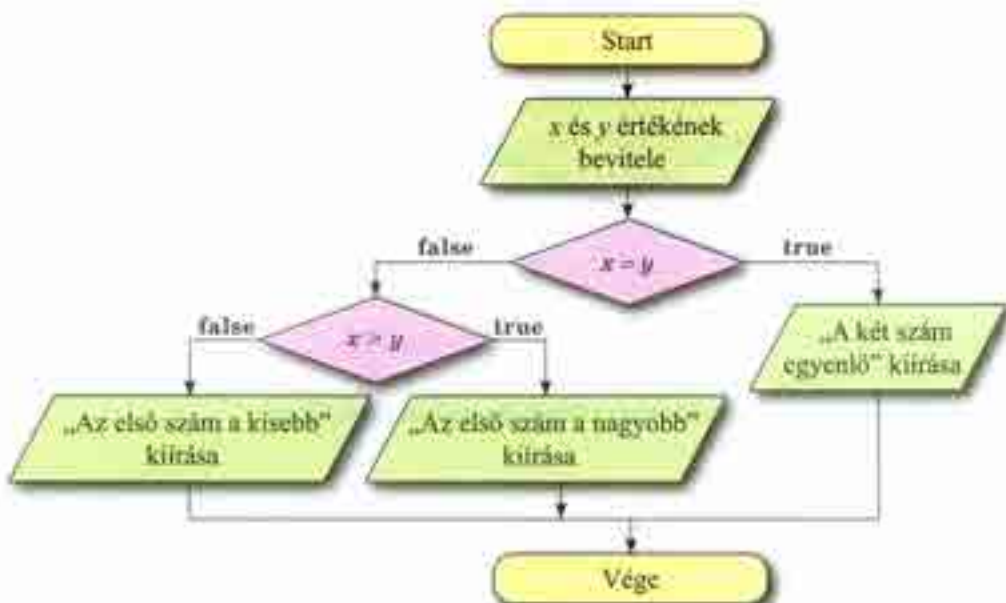 Start
x és y értékének
bevitele
false
true
x = y
false
true
x > y
„A két szám
egyenlő” kiírása
„Az első szám a kisebb”
kiírása
„Az első szám a nagyobb”
kiírása
Vége